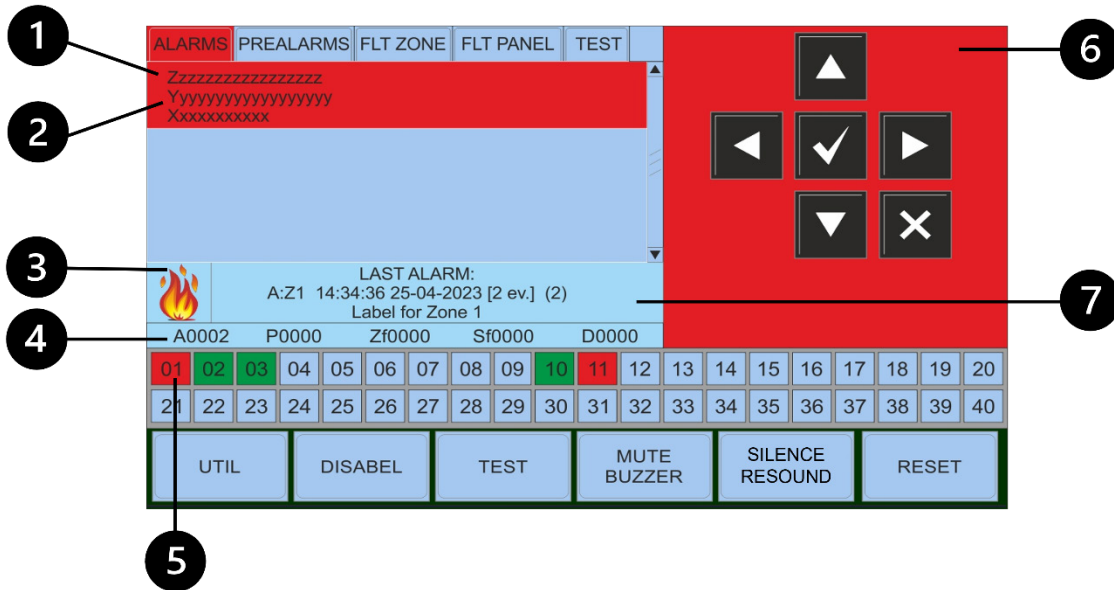 1
ALARMS PREALARMS FLT ZONE FLT PANEL TEST
6
Zzzzzzzzzzzzzzzzz
Yyyyyyyyyyyyyyyyyy
Xxxxxxxxxxx
2
3
LAST ALARM:
A:Z1 14:34:36 25-04-2023 [2 ev.] (2)
Label for Zone 1
7
4
A0002 P0000 Zf0000 Sf0000 D0000
01 02 03 04 05 06 07 08 09 10 11 12 13 14 15 16 17 18 19 20
21 22 23 24 25 26 27 28 29 30 31 32 33 34 35 36 37 38 39 40
UTIL DISABEL TEST MUTE BUZZER SILENCE RESOUND RESET
5